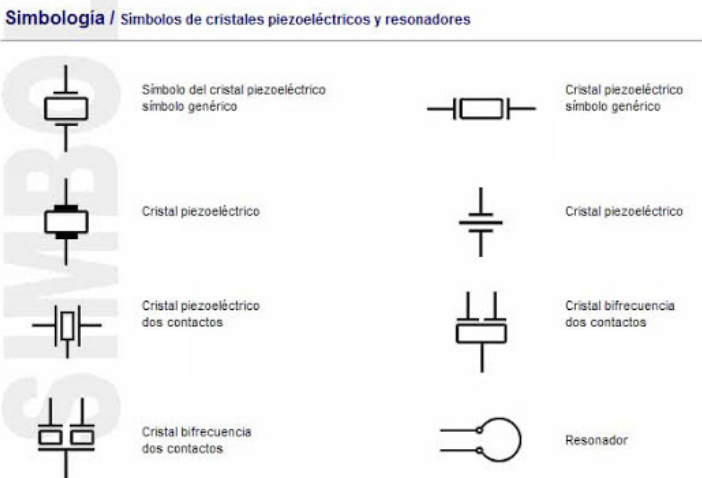 Simbología / Símbolos de cristales piezoeléctricos y resonadores
Símbolo del cristal piezoeléctrico
símbolo genérico
Cristal piezoeléctrico
símbolo genérico
Cristal piezoeléctrico
Cristal piezoeléctrico
Cristal piezoeléctrico
dos contactos
Cristal bifrecuencia
dos contactos
Cristal bifrecuencia
dos contactos
Resonador
SIMBOL